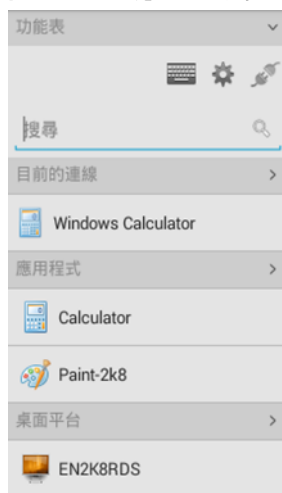 功能表
搜尋
目前的連線
Windows Calculator
應用程式
Calculator
Paint-2k8
桌面平台
EN2K8RDS